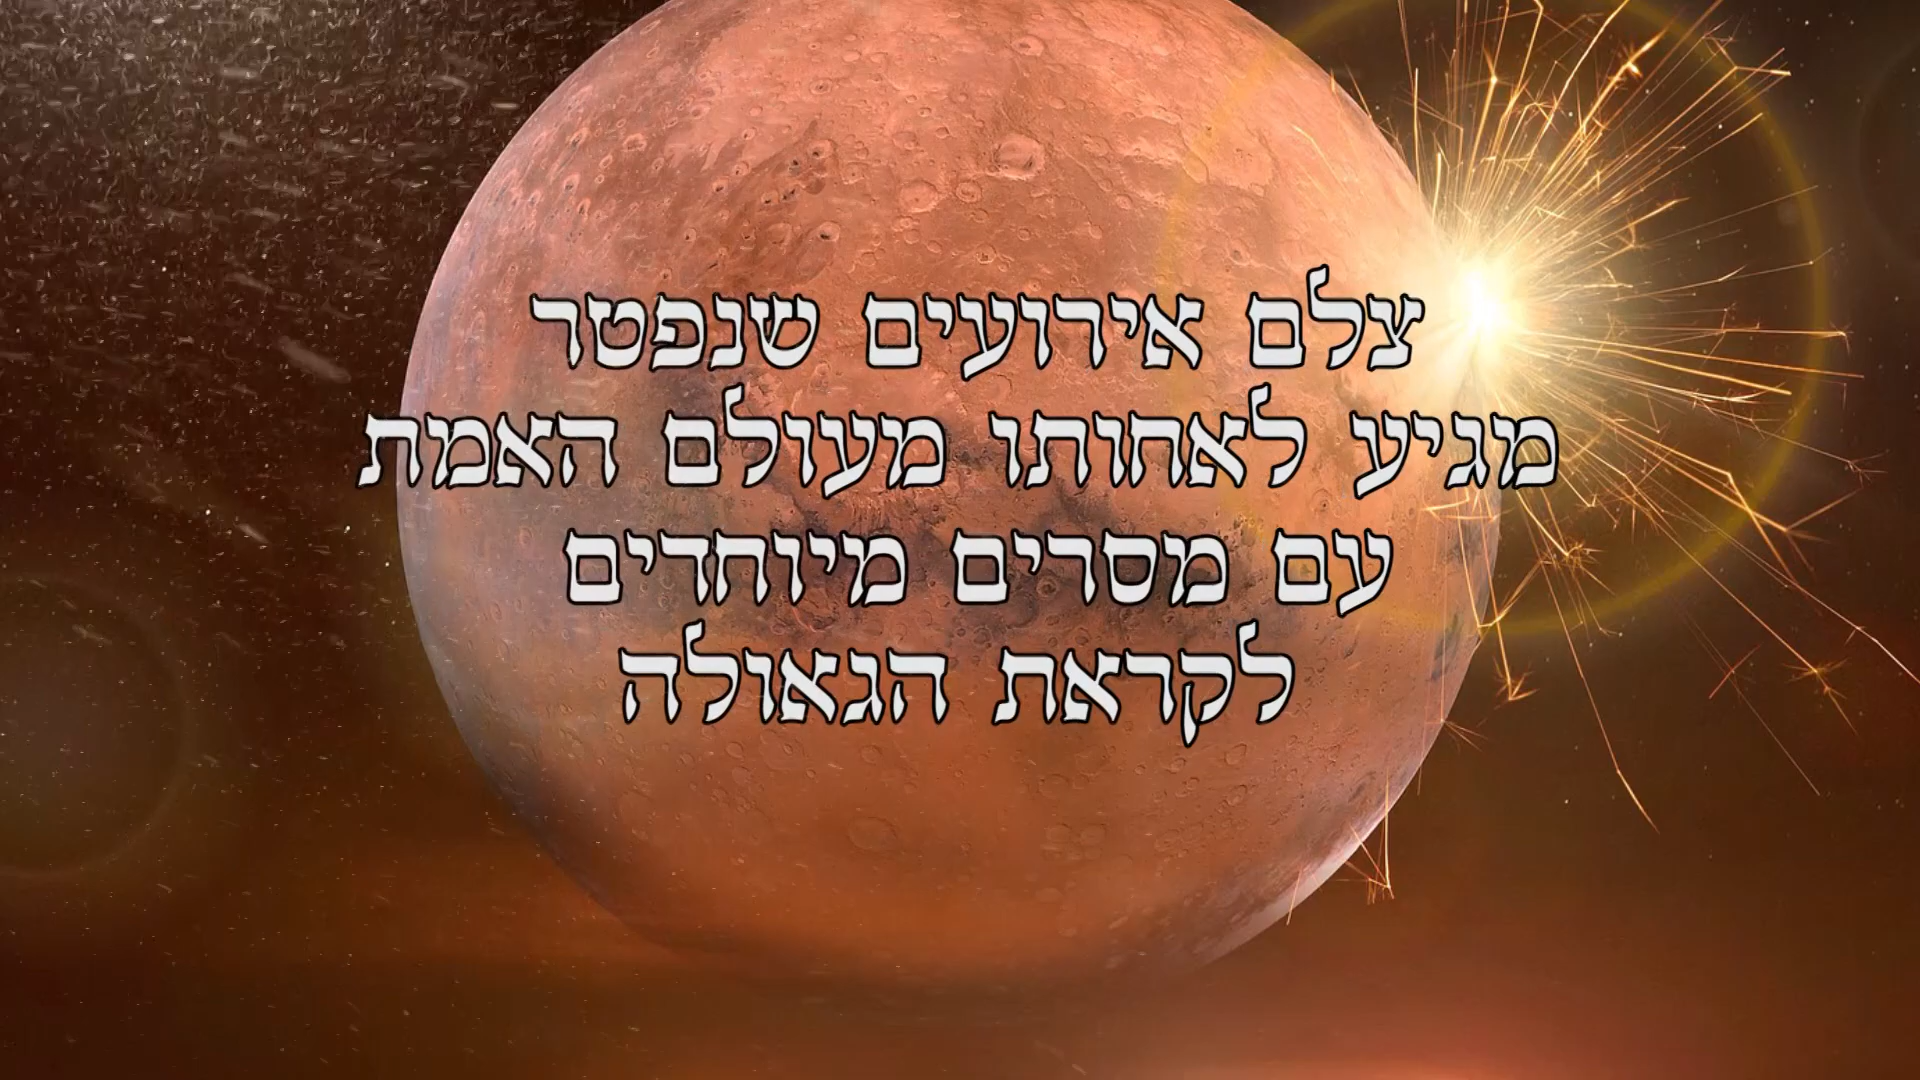 צלם אירועים שנפטר
מגיע לאחותו מעולם האמת
עם מסרים מיוחדים
לקראת הגאולה